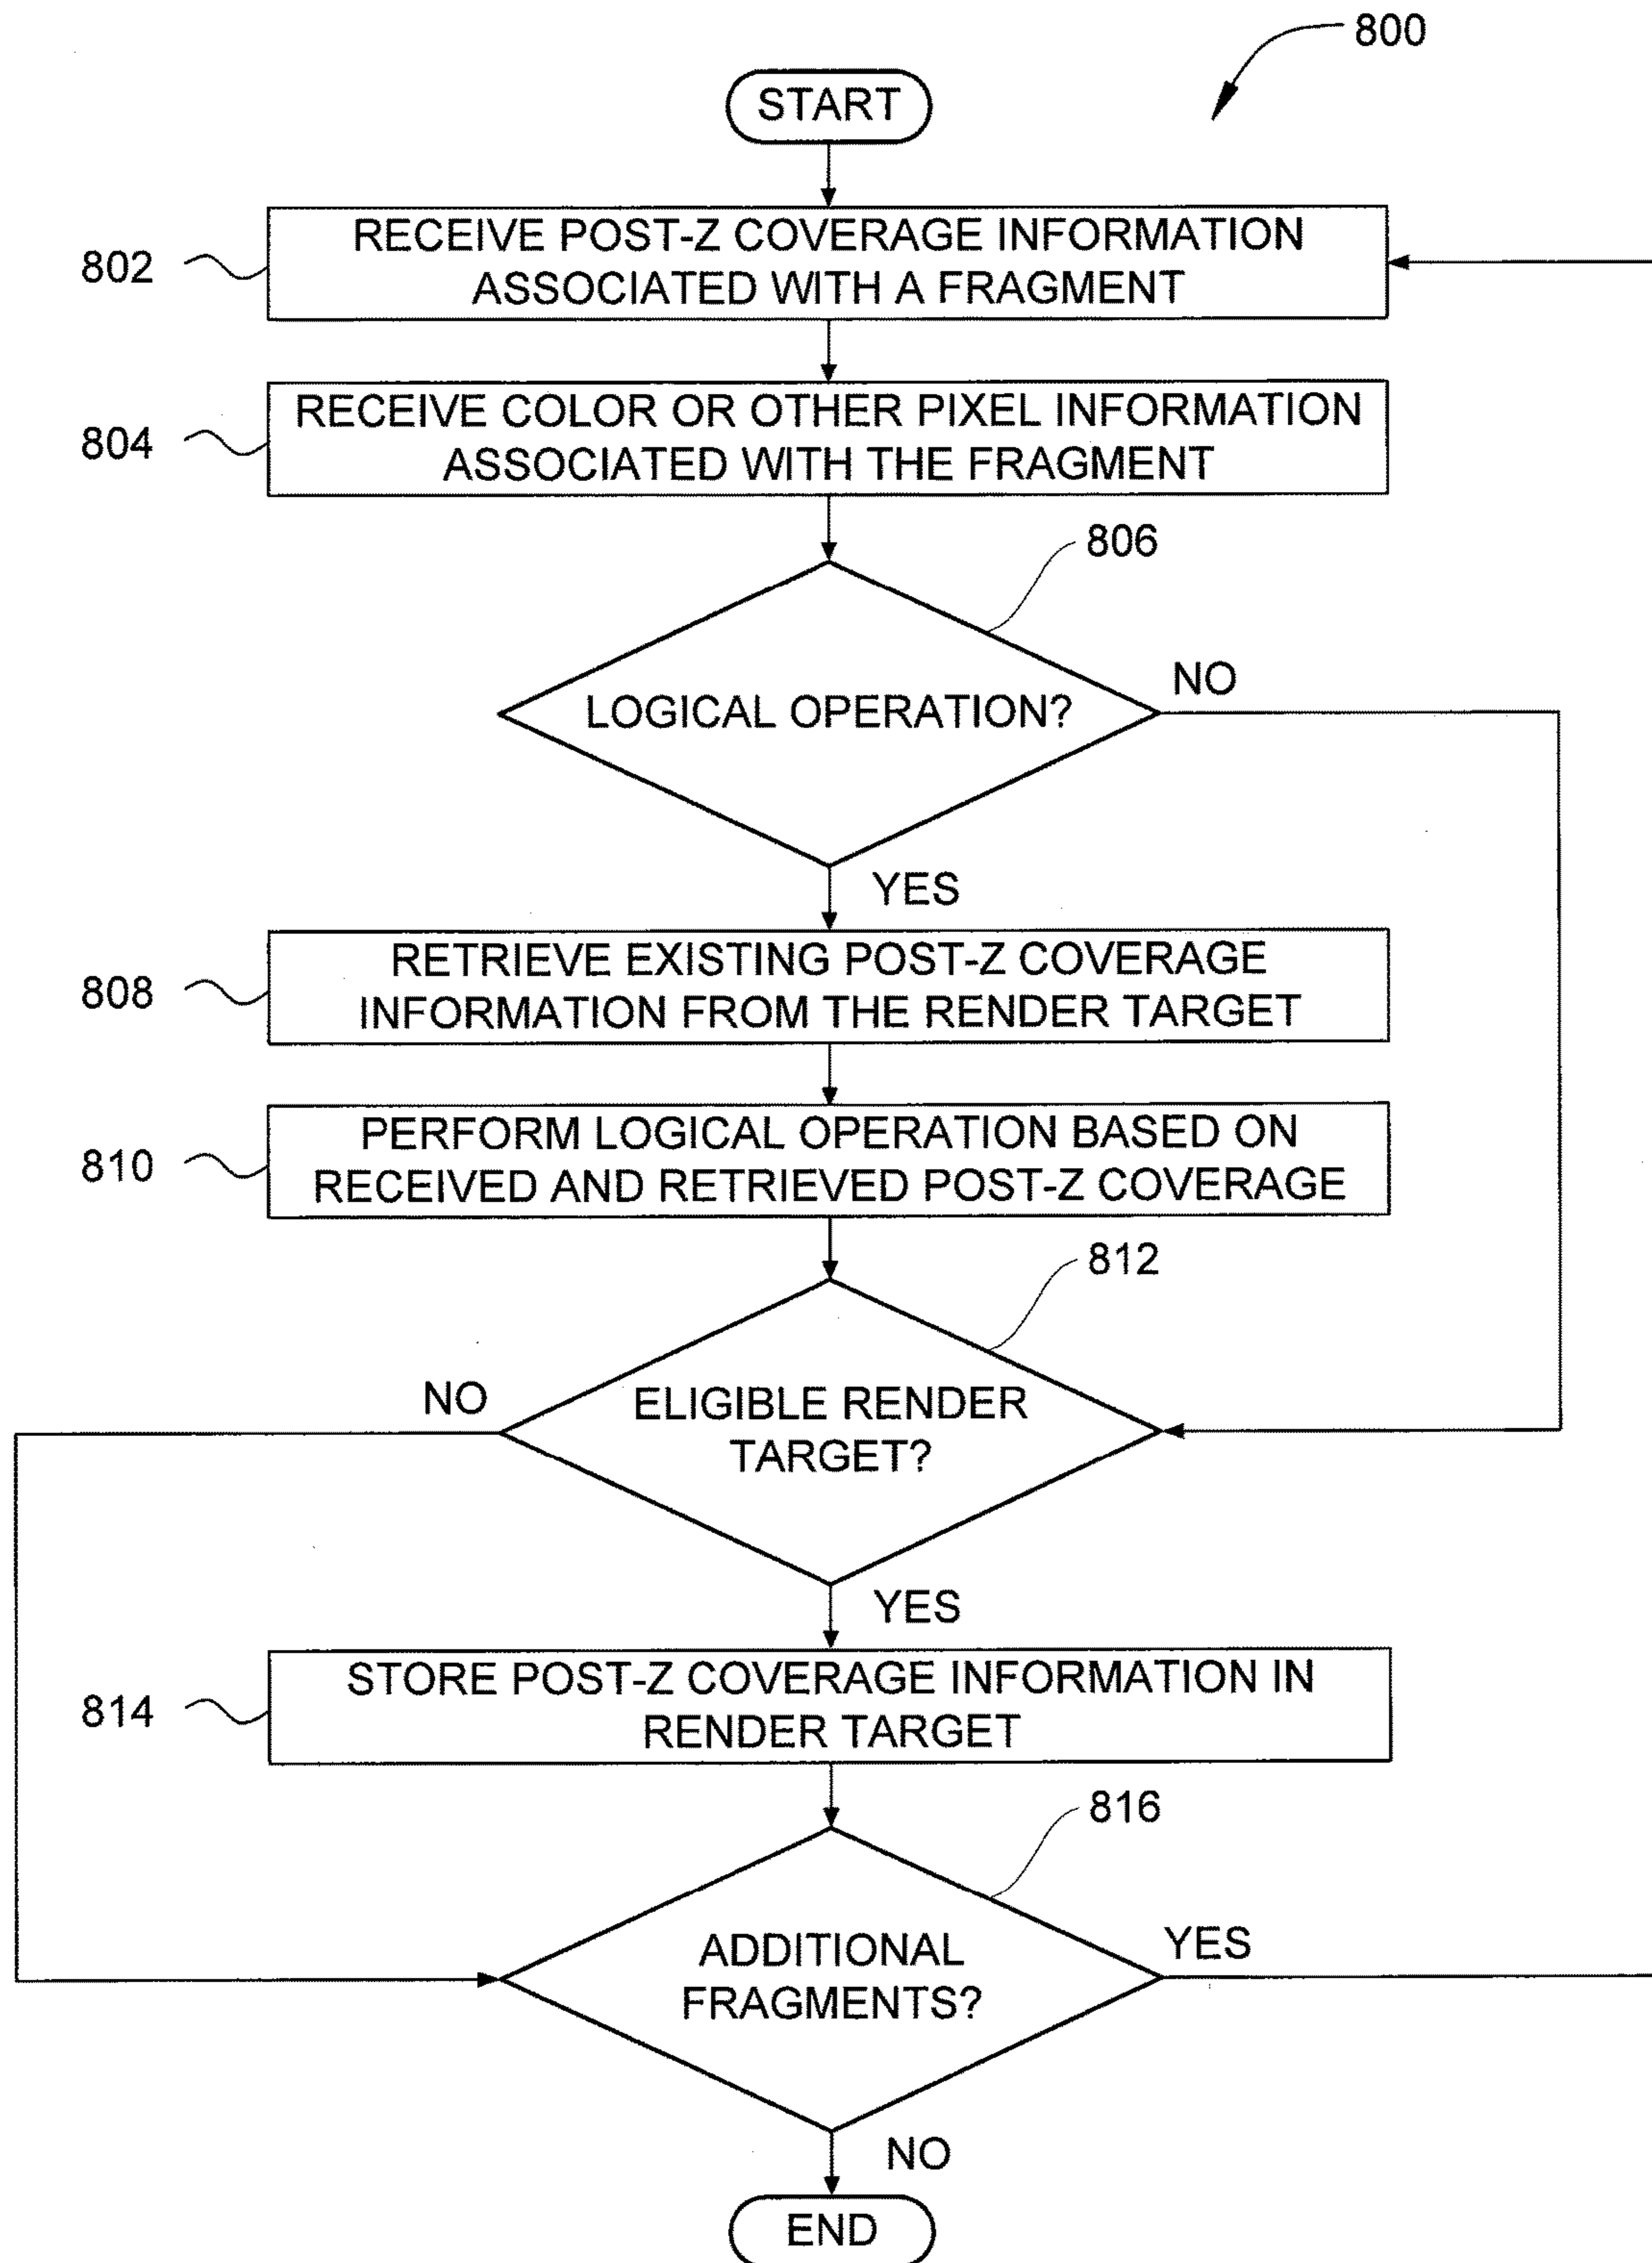 800
START
802
RECEIVE POST-Z COVERAGE INFORMATION
ASSOCIATED WITH A FRAGMENT
804
RECEIVE COLOR OR OTHER PIXEL INFORMATION
ASSOCIATED WITH THE FRAGMENT
806
LOGICAL OPERATION?
NO
YES
808
RETRIEVE EXISTING POST-Z COVERAGE
INFORMATION FROM THE RENDER TARGET
810
PERFORM LOGICAL OPERATION BASED ON
RECEIVED AND RETRIEVED POST-Z COVERAGE
812
NO
ELIGIBLE RENDER
TARGET?
YES
814
STORE POST-Z COVERAGE INFORMATION IN
RENDER TARGET
816
ADDITIONAL
FRAGMENTS?
YES
NO
END